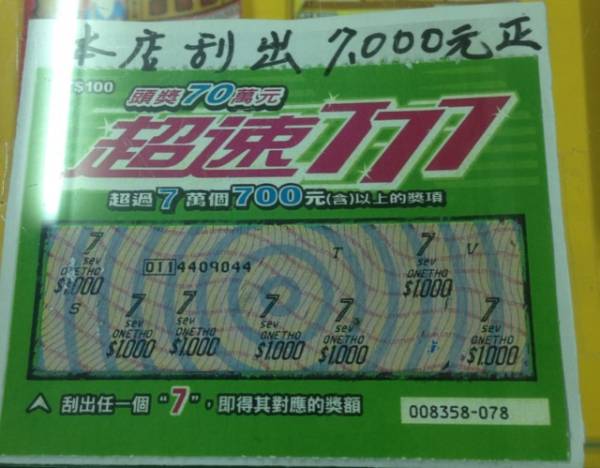 本店刮出 7,000元正
$100
頭獎70萬元
超速777
超過7萬個700元(含)以上的獎項
7 7
sev T sev V
ONETHO 0114409044 ONETHO
$1,000 $1,000
S 7 7 7 7 7
sev sev sev sev sev
ONETHO ONETHO ONETHO ONETHO ONETHO
$1,000 $1,000 $1,000 $1,000 $1,000
刮出任一個“7”，即得其對應的獎額
008358-078